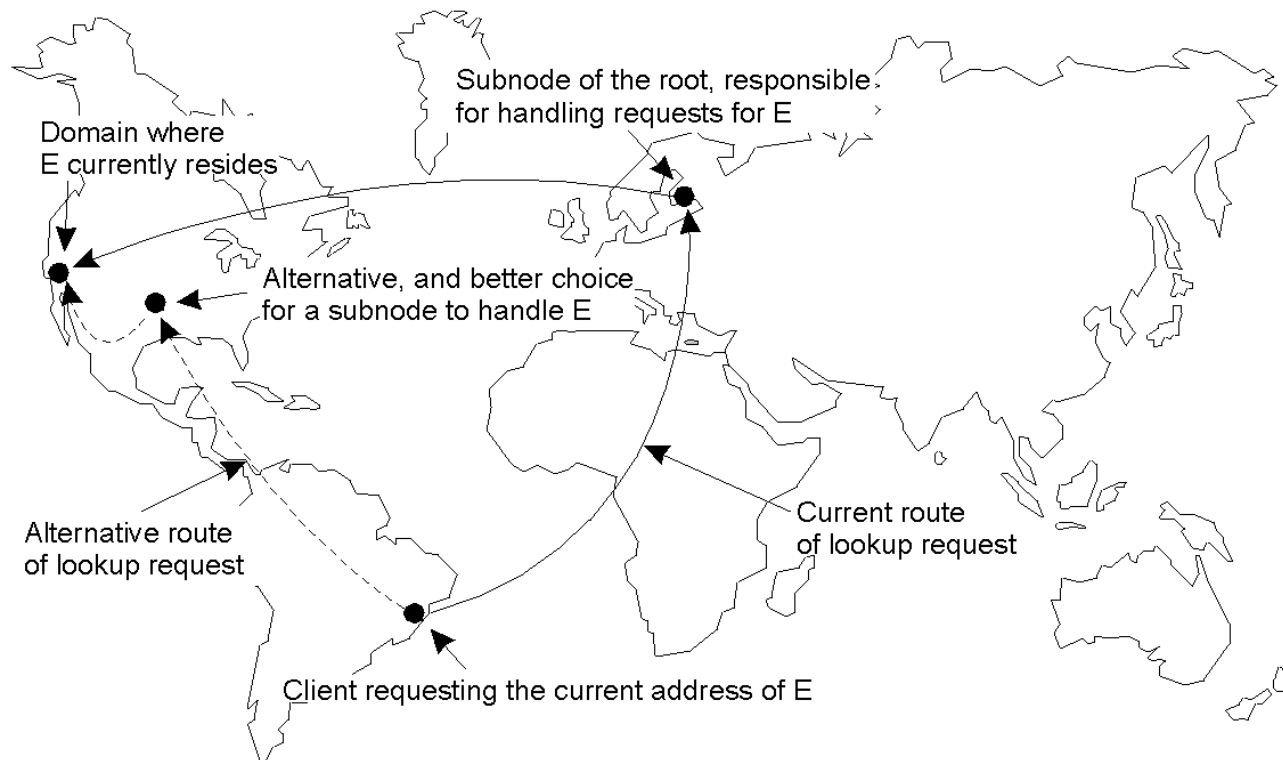 Subnode of the root, responsible
for handling requests for E
Domain where
E currently resides
Alternative, and better choice
for a subnode to handle E
Alternative route
of lookup request
Current route
of lookup request
Client requesting the current address of E